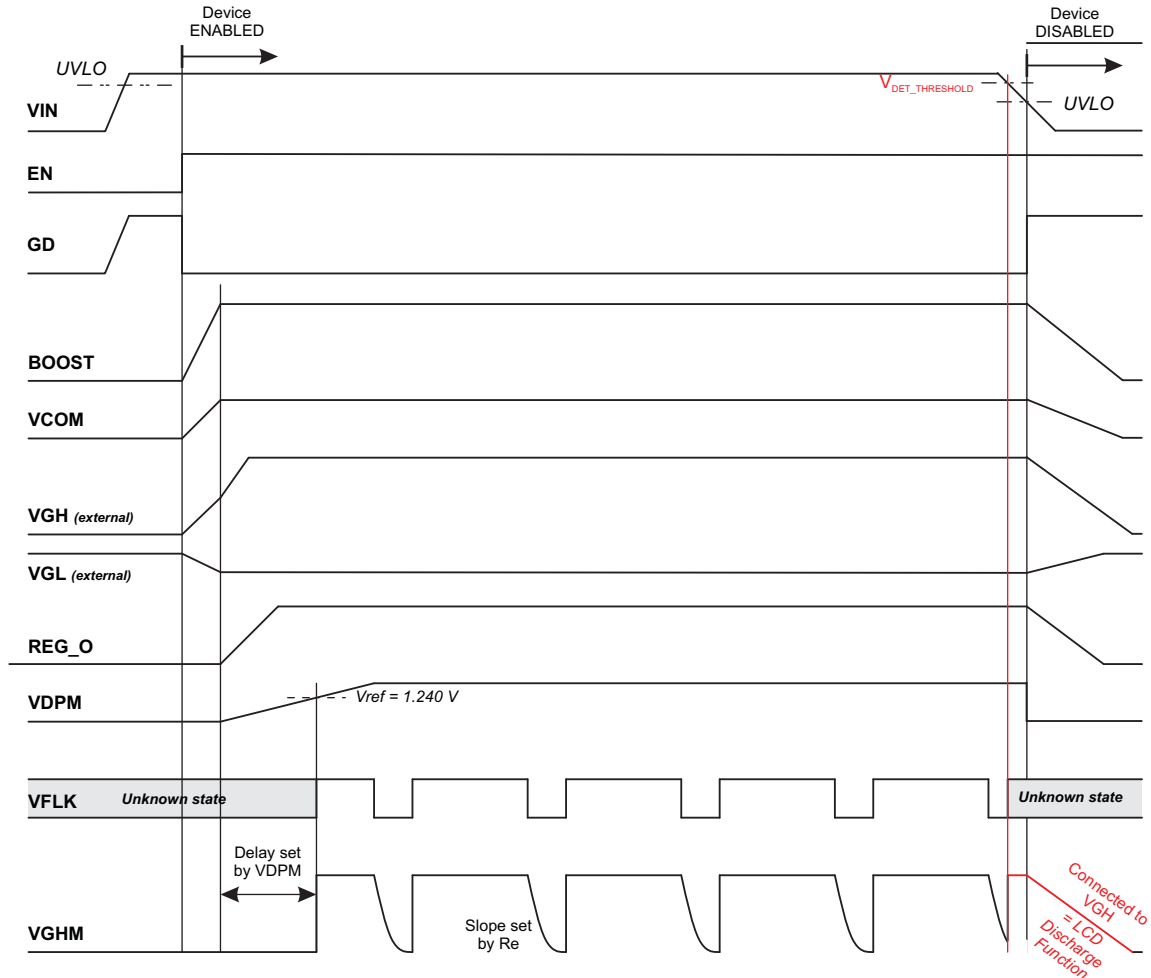 Device
ENABLED
Device
DISABLED
UVLO
VDET_THRESHOLD
UVLO
VIN
EN
GD
BOOST
VCOM
VGH (external)
VGL (external)
REG_O
VDPM
Vref = 1.240 V
VFLK
Unknown state
Unknown state
Delay set
by VDPM
VGHM
Slope set
by Re
Connected to
VGH
= LCD
Discharge
Function